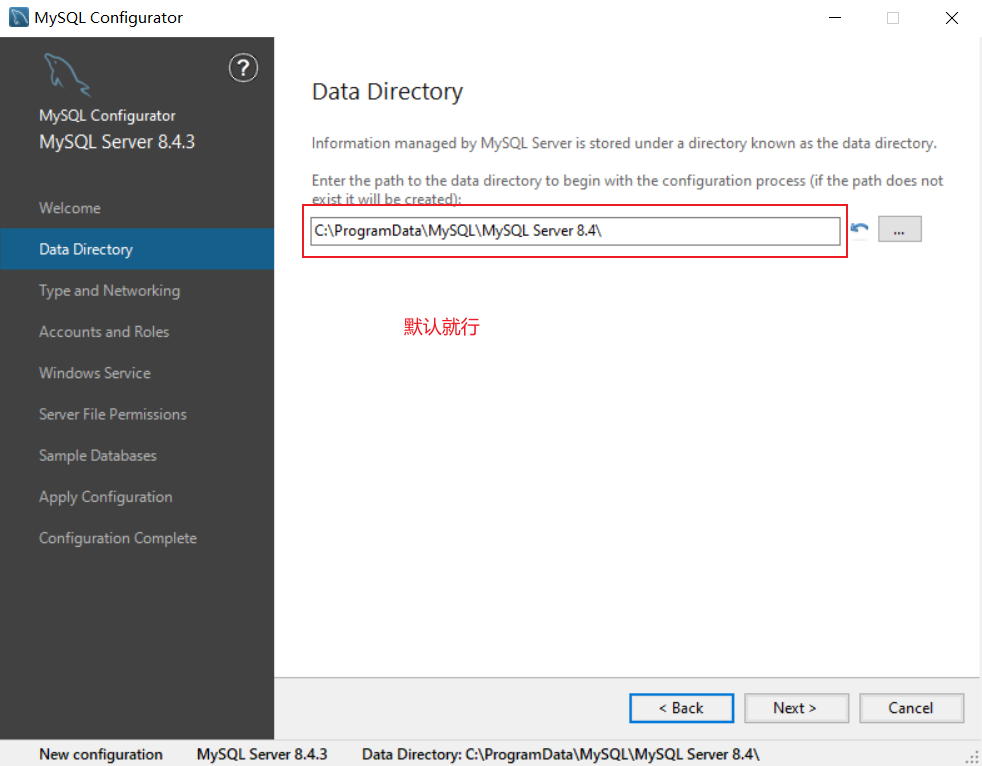 MySQL Configurator
?
MySQL Configurator
MySQL Server 8.4.3
Welcome
Data Directory
Type and Networking
Accounts and Roles
Windows Service
Server File Permissions
Sample Databases
Apply Configuration
Configuration Complete
Data Directory
Information managed by MySQL Server is stored under a directory known as the data directory.
Enter the path to the data directory to begin with the configuration process (if the path does not
exist it will be created):
C:\ProgramData\MySQL\MySQL Server 8.4\
...
默认就行
< Back
Next >
Cancel
New configuration
MySQL Server 8.4.3
Data Directory: C:\ProgramData\MySQL\MySQL Server 8.4\